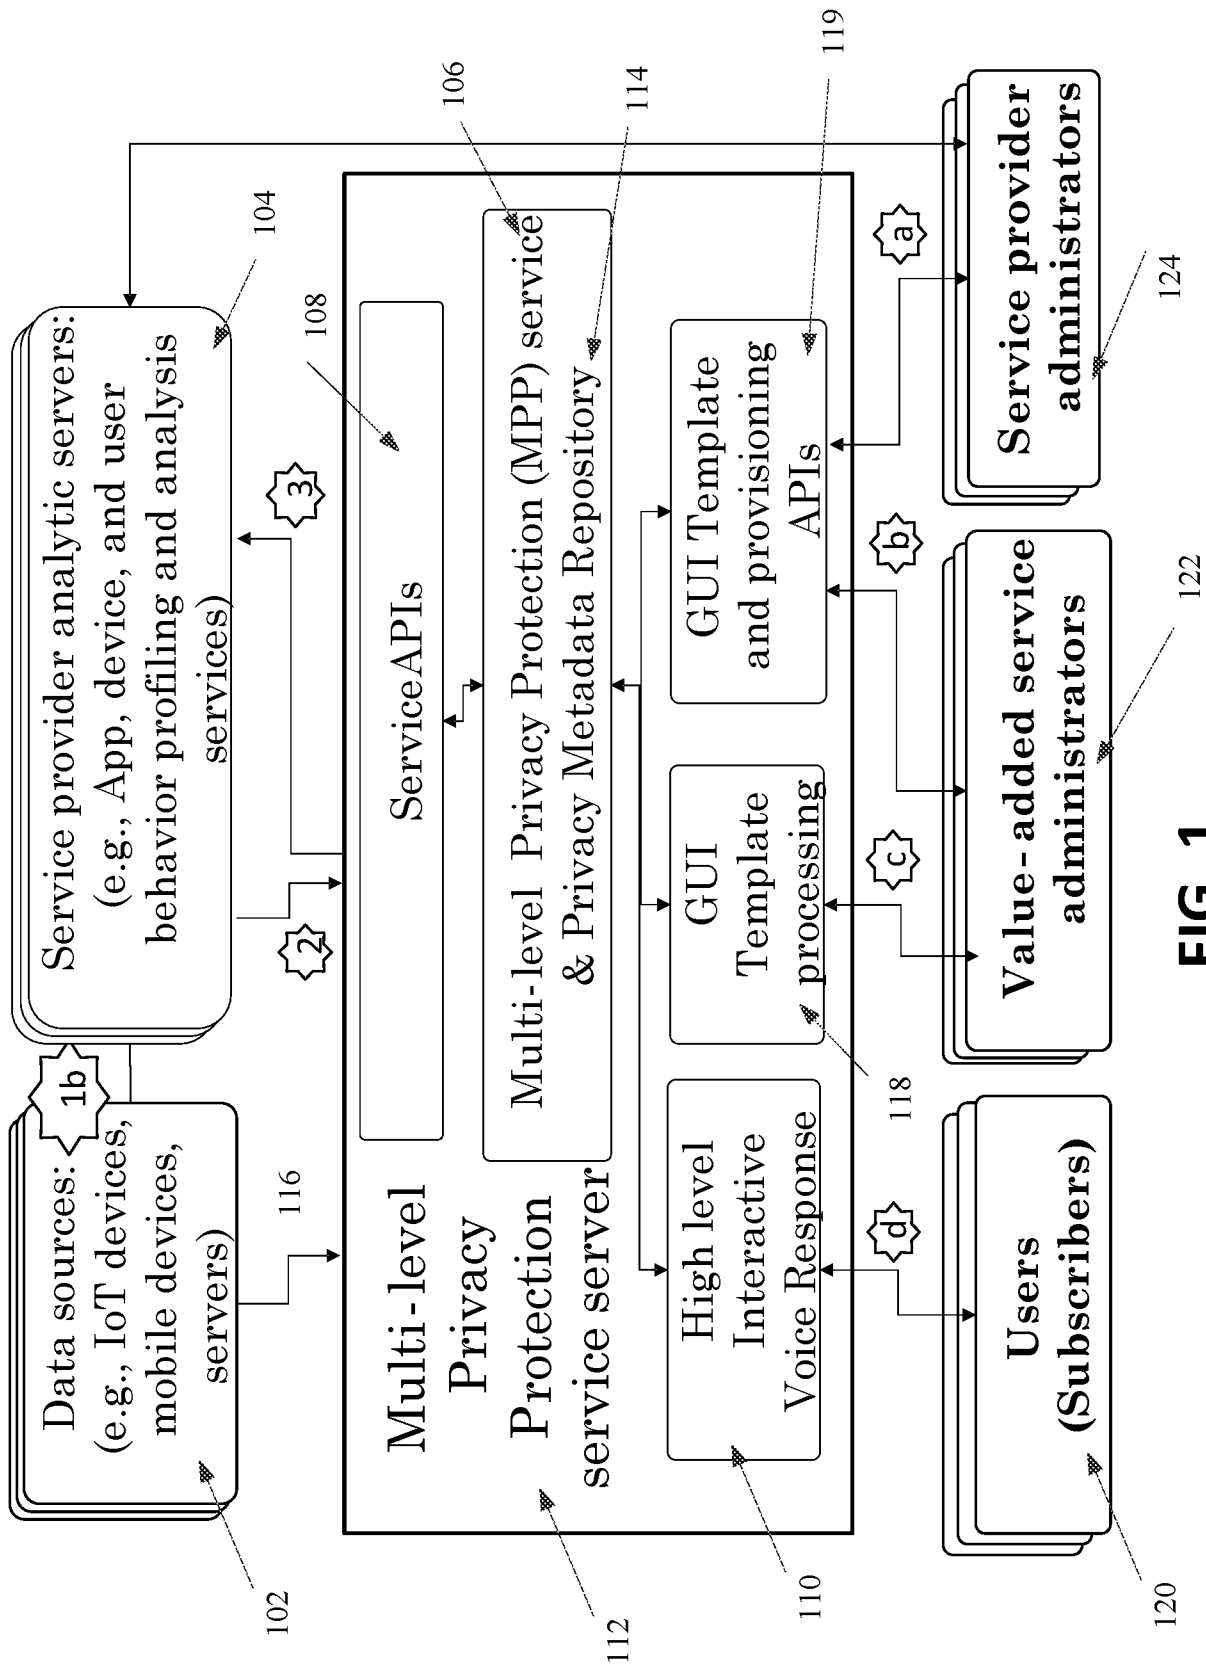 Data sources:
(e.g., IoT devices,
mobile devices,
servers)
102
1b
Service provider analytic servers:
(e.g., App, device, and user
behavior profiling and analysis
services)
104
116
2
3
Multi-level
Privacy
Protection
service server
112
Service APIs
108
Multi-level Privacy Protection (MPP) service
& Privacy Metadata Repository
106
114
High level
Interactive
Voice Response
110
GUI
Template
processing
118
GUI Template
and provisioning
APIs
119
d
c
b
a
Users
(Subscribers)
120
Value-added service
administrators
122
Service provider
administrators
124
FIG. 1